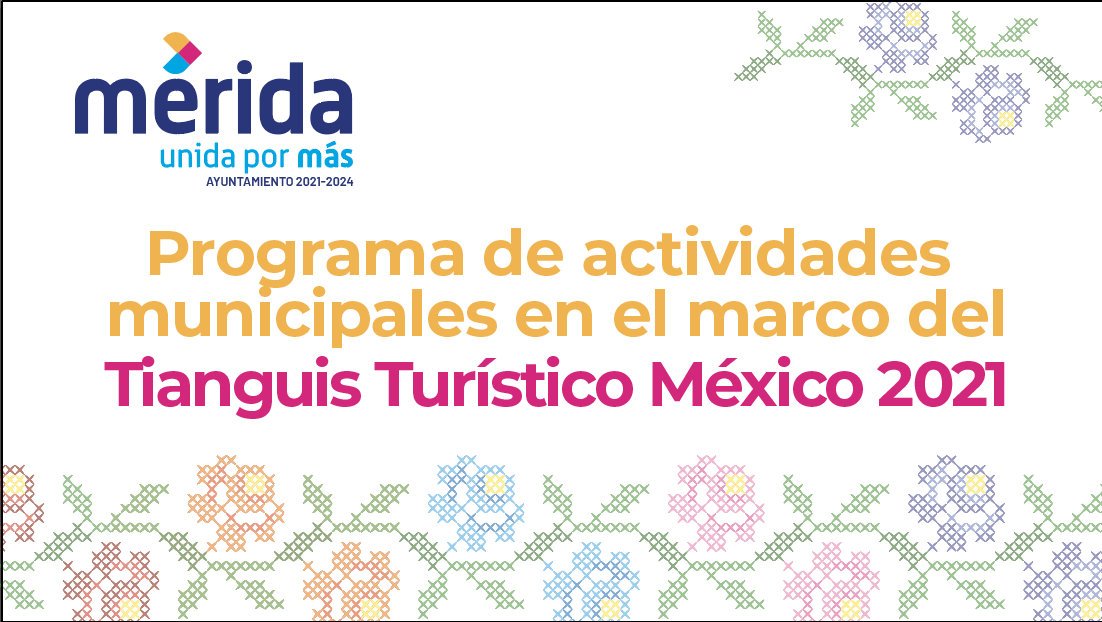 mérida
unida por más
AYUNTAMIENTO 2021-2024
Programa de actividades
municipales en el marco del
Tianguis Turístico México 2021